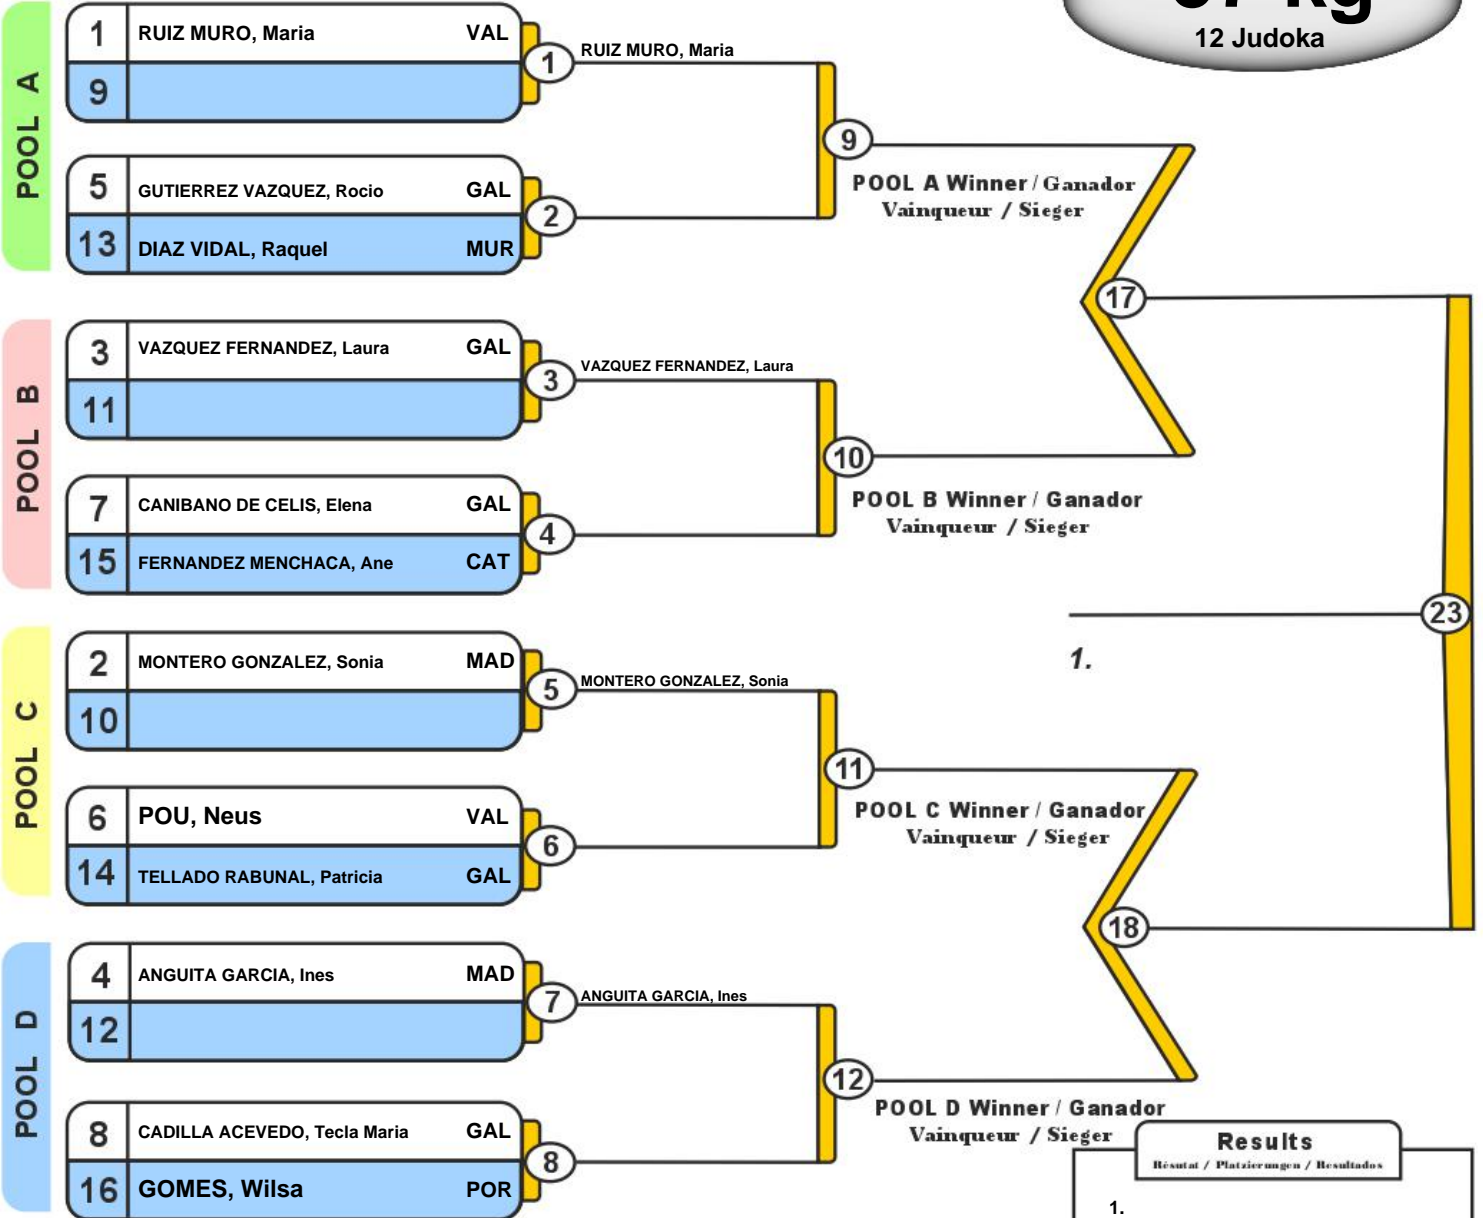 kg
12 Judoka
POOL A
1 RUIZ MURO, Maria VAL
9
1 RUIZ MURO, Maria
5 GUTIERREZ VAZQUEZ, Rocio GAL
13 DIAZ VIDAL, Raquel MUR
2
9
POOL A Winner / Ganador
Vainqueur / Sieger
17
POOL B
3 VAZQUEZ FERNANDEZ, Laura GAL
11
3 VAZQUEZ FERNANDEZ, Laura
7 CANIBANO DE CELIS, Elena GAL
15 FERNANDEZ MENCHACA, Ane CAT
4
10
POOL B Winner / Ganador
Vainqueur / Sieger
23
1.
POOL C
2 MONTERO GONZALEZ, Sonia MAD
10
5 MONTERO GONZALEZ, Sonia
6 POU, Neus VAL
14 TELLADO RABUNAL, Patricia GAL
6
11
POOL C Winner / Ganador
Vainqueur / Sieger
18
POOL D
4 ANGUITA GARCIA, Ines MAD
12
7 ANGUITA GARCIA, Ines
8 CADILLA ACEVEDO, Tecla Maria GAL
16 GOMES, Wilsa POR
8
12
POOL D Winner / Ganador
Vainqueur / Sieger
Results
Résutat / Platzierungen / Resultados
1.